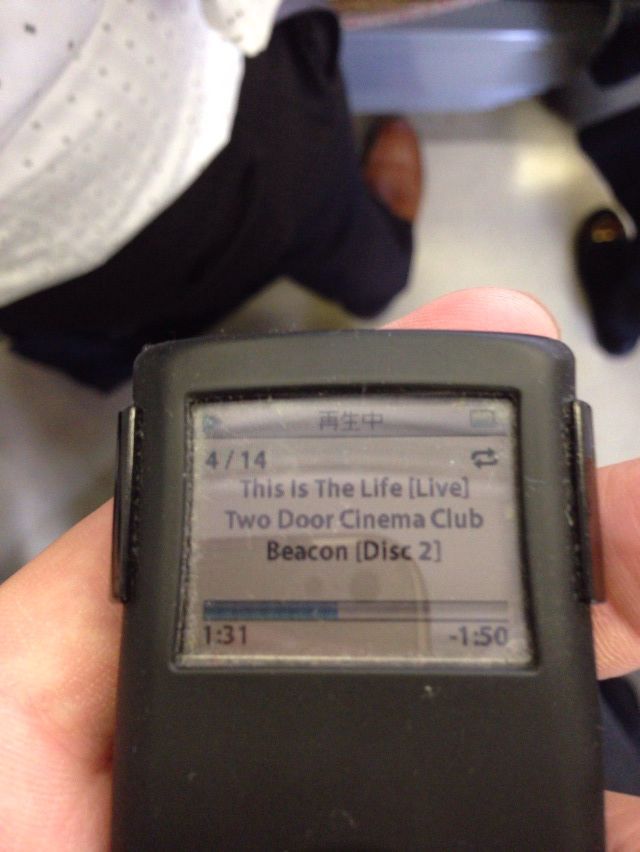 再生中
4 / 14
This Is The Life [Live]
Two Door Cinema Club
Beacon [Disc 2]
1:31 -1:50